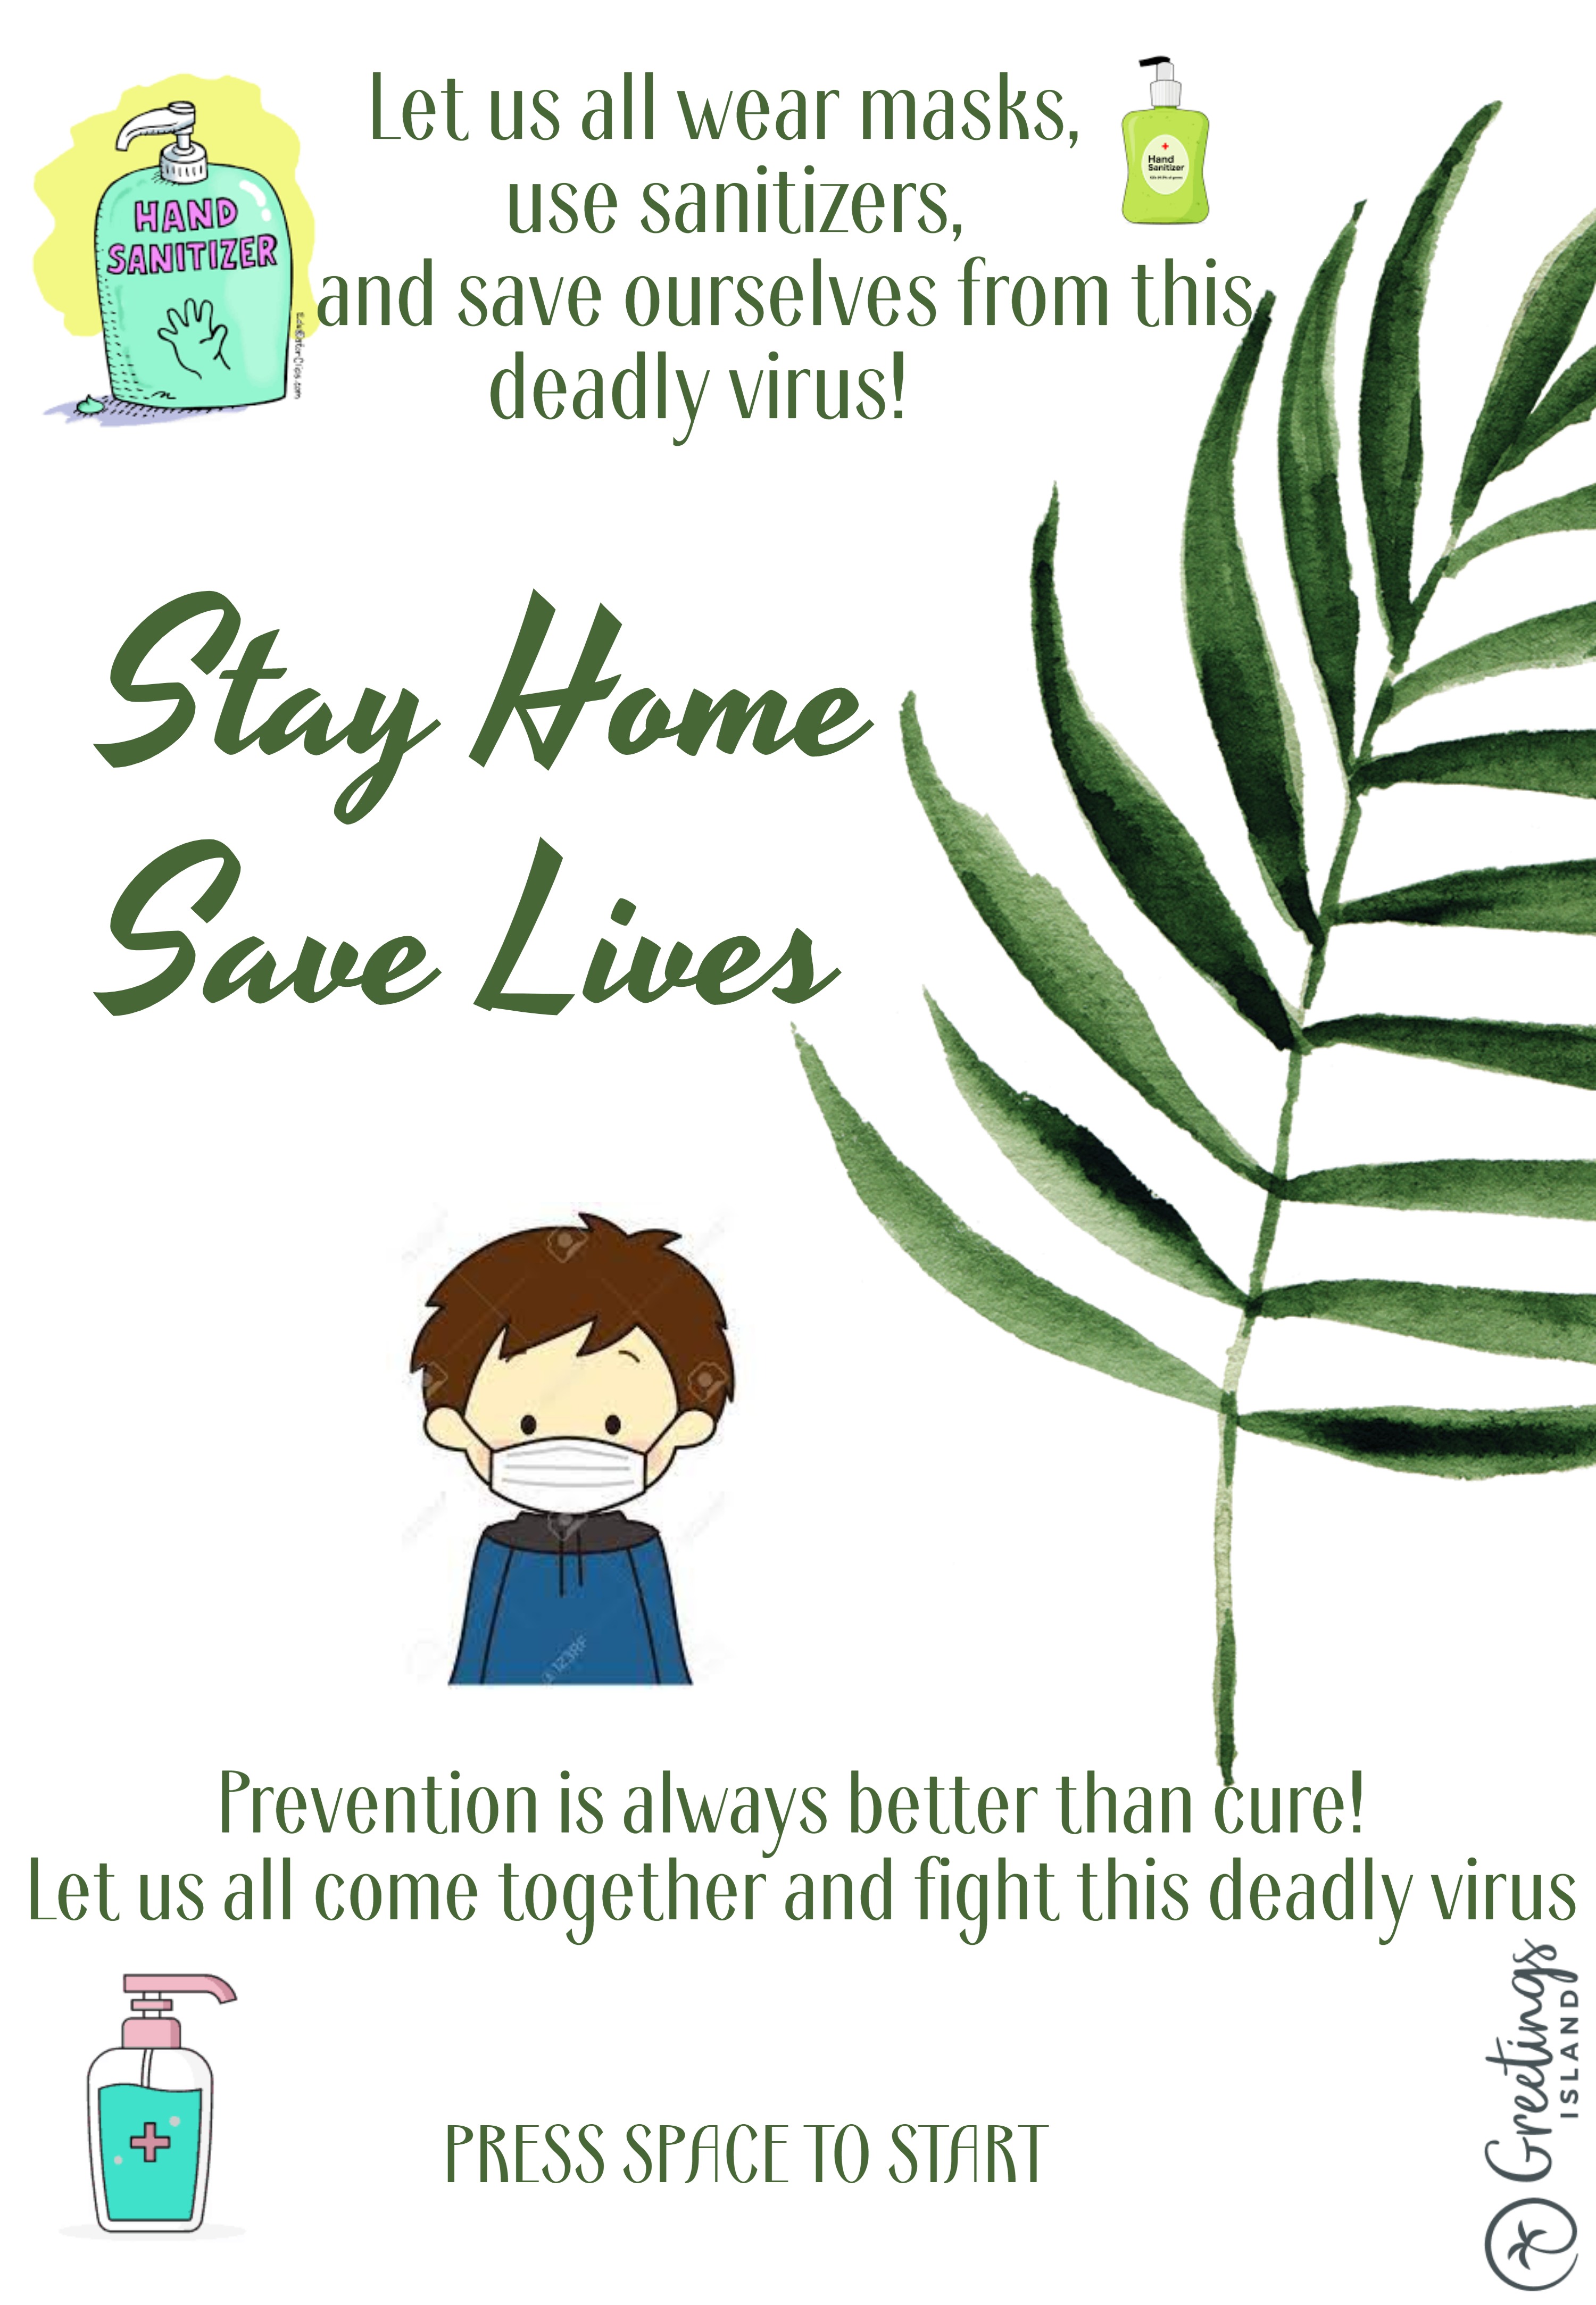 Let us all wear masks,
use sanitizers,
and save ourselves from this
deadly virus!
HAND
SANITIZER
Hand
Sanitizer
Stay Home
Save Lives
123RF
Prevention is always better than cure!
Let us all come together and fight this deadly virus
PRESS SPACE TO START
Greetings
ISLAND